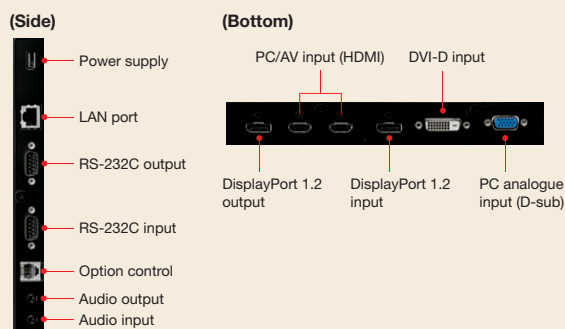 (Side)
Power supply
LAN port
RS-232C output
RS-232C input
Option control
Audio output
Audio input
(Bottom)
PC/AV input (HDMI)
DVI-D input
DisplayPort 1.2
output
DisplayPort 1.2
input
PC analogue
input (D-sub)